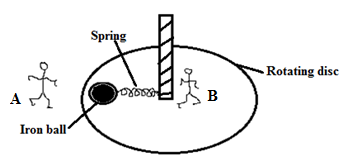 Spring
Rotating disc
A
B
Iron ball